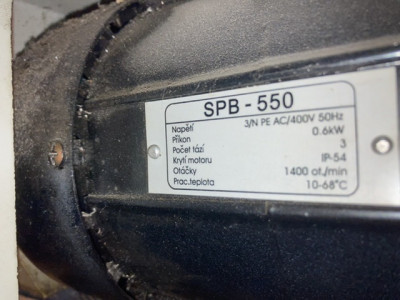 SPB - 550
Napětí 3/N PE AC/400V 50Hz
Příkon 0.6kW
Počet fází 3
Krytí motoru IP-54
Otáčky 1400 ot./min
Prac.teplota 10-68°C